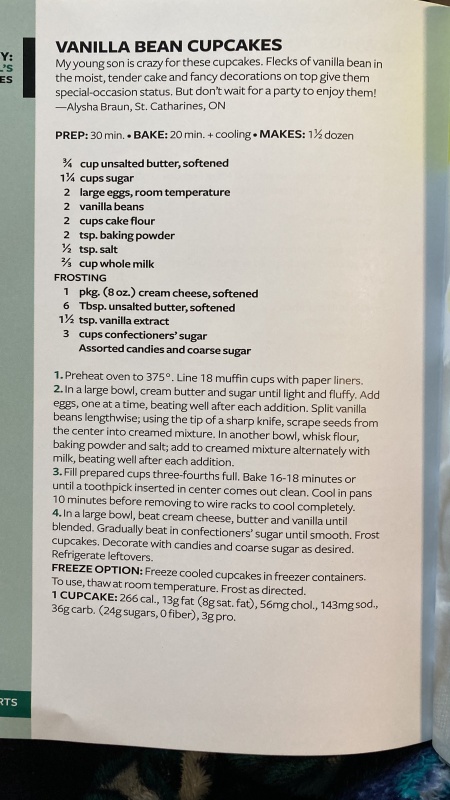 Y:
L'S
ES
VANILLA BEAN CUPCAKES
My young son is crazy for these cupcakes. Flecks of vanilla bean in
the moist, tender cake and fancy decorations on top give them
special-occasion status. But don't wait for a party to enjoy them!
—Alysha Braun, St. Catharines, ON
PREP: 30 min. • BAKE: 20 min. + cooling • MAKES: 1½ dozen
¾ cup unsalted butter, softened
1¼ cups sugar
2 large eggs, room temperature
2 vanilla beans
2 cups cake flour
2 tsp. baking powder
½ tsp. salt
⅔ cup whole milk
FROSTING
1 pkg. (8 oz.) cream cheese, softened
6 Tbsp. unsalted butter, softened
1½ tsp. vanilla extract
3 cups confectioners' sugar
Assorted candies and coarse sugar
1. Preheat oven to 375°. Line 18 muffin cups with paper liners.
2. In a large bowl, cream butter and sugar until light and fluffy. Add
eggs, one at a time, beating well after each addition. Split vanilla
beans lengthwise; using the tip of a sharp knife, scrape seeds from
the center into creamed mixture. In another bowl, whisk flour,
baking powder and salt; add to creamed mixture alternately with
milk, beating well after each addition.
3. Fill prepared cups three-fourths full. Bake 16-18 minutes or
until a toothpick inserted in center comes out clean. Cool in pans
10 minutes before removing to wire racks to cool completely.
4. In a large bowl, beat cream cheese, butter and vanilla until
blended. Gradually beat in confectioners' sugar until smooth. Frost
cupcakes. Decorate with candies and coarse sugar as desired.
Refrigerate leftovers.
FREEZE OPTION: Freeze cooled cupcakes in freezer containers.
To use, thaw at room temperature. Frost as directed.
1 CUPCAKE: 266 cal., 13g fat (8g sat. fat), 56mg chol., 143mg sod.,
36g carb. (24g sugars, 0 fiber), 3g pro.
RTS